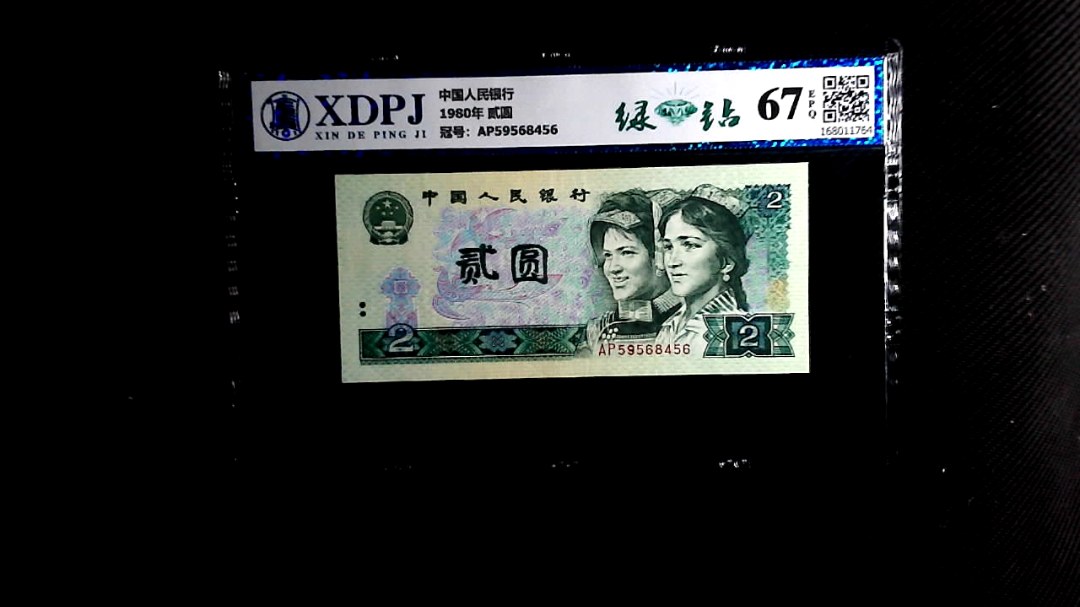 XDPJ
XIN DE PING JI
中国人民银行
1980年 贰圆
冠号：AP59568456
绿 钻
67
EPQ
168011764
中国人民银行
2
贰圆
2
AP59568456
2